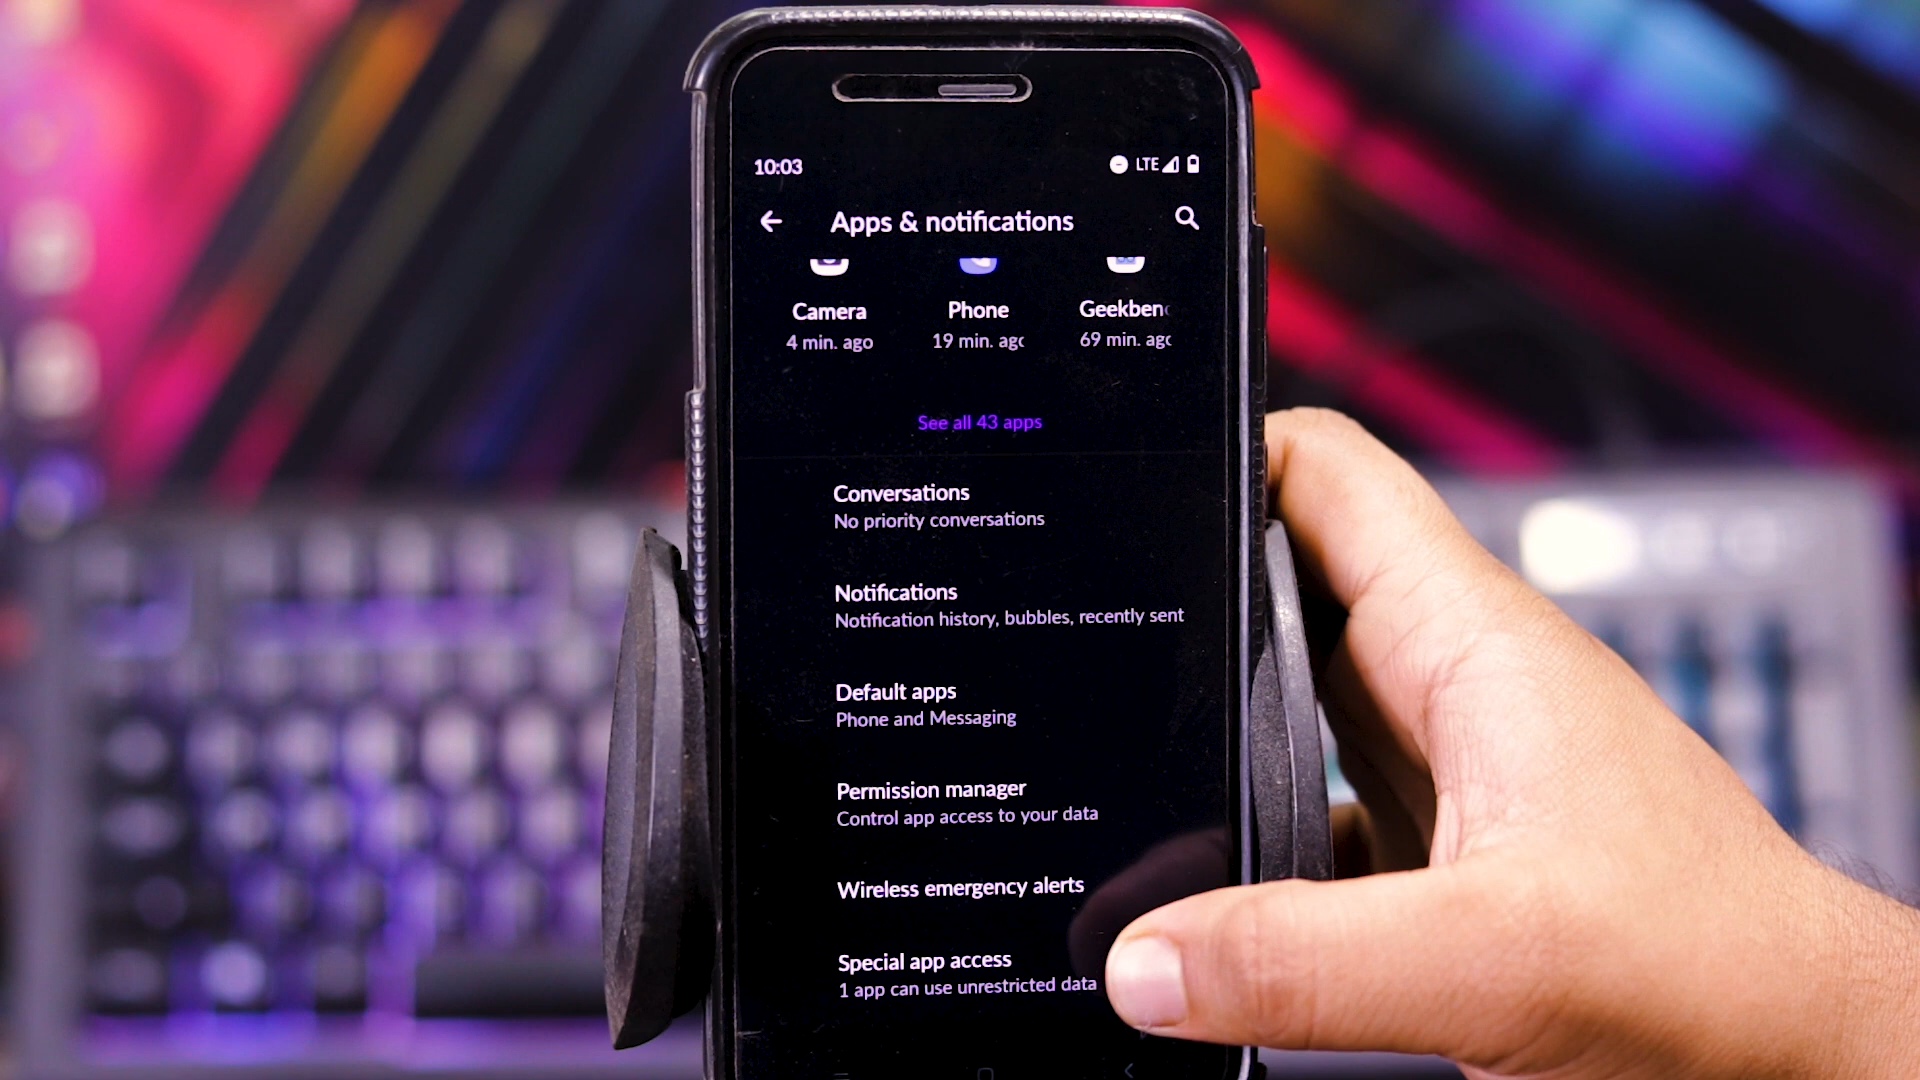 10:03 LTE
Apps & notifications
Camera Phone Geekben
4 min. ago 19 min. ago 69 min. ago
See all 43 apps
Conversations
No priority conversations
Notifications
Notification history, bubbles, recently sent
Default apps
Phone and Messaging
Permission manager
Control app access to your data
Wireless emergency alerts
Special app access
1 app can use unrestricted data